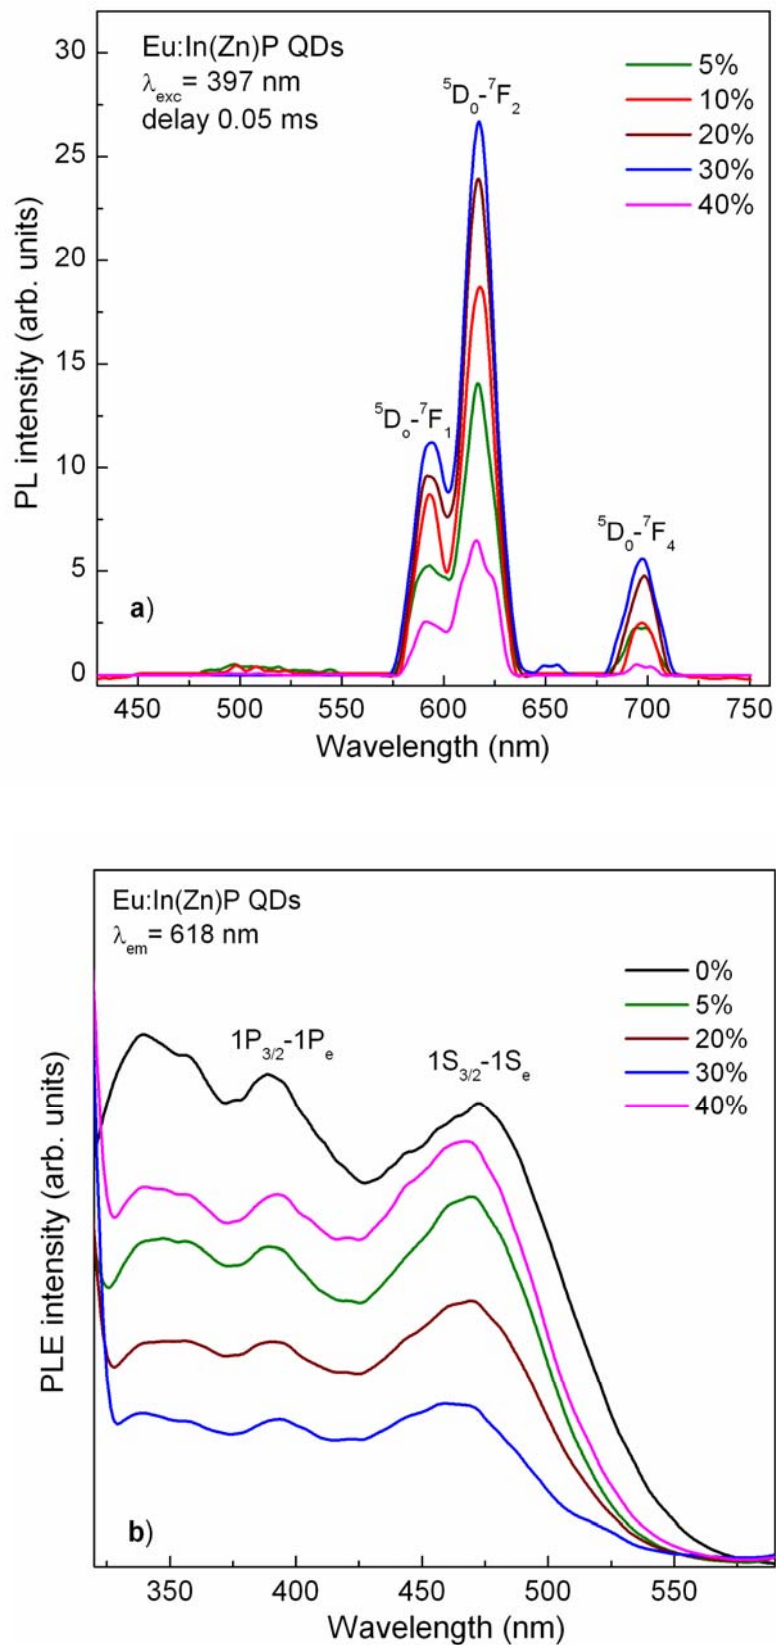 Eu:In(Zn)P QDs
λexc= 397 nm
delay 0.05 ms
5%
10%
20%
30%
40%
5D0-7F2
5Do-7F1
5D0-7F4
a)
30
25
20
15
10
5
0
PL intensity (arb. units)
450 500 550 600 650 700 750
Wavelength (nm)
Eu:In(Zn)P QDs
λem= 618 nm
0%
5%
20%
30%
40%
1P3/2-1Pe
1S3/2-1Se
PLE intensity (arb. units)
b)
350 400 450 500 550
Wavelength (nm)